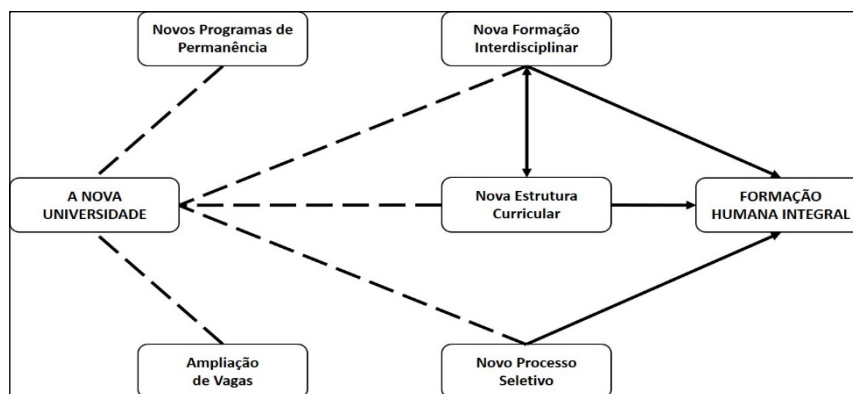 Novos Programas de
Permanência
Nova Formação
Interdisciplinar
A NOVA
UNIVERSIDADE
Nova Estrutura
Curricular
FORMAÇÃO
HUMANA INTEGRAL
Ampliação
de Vagas
Novo Processo
Seletivo